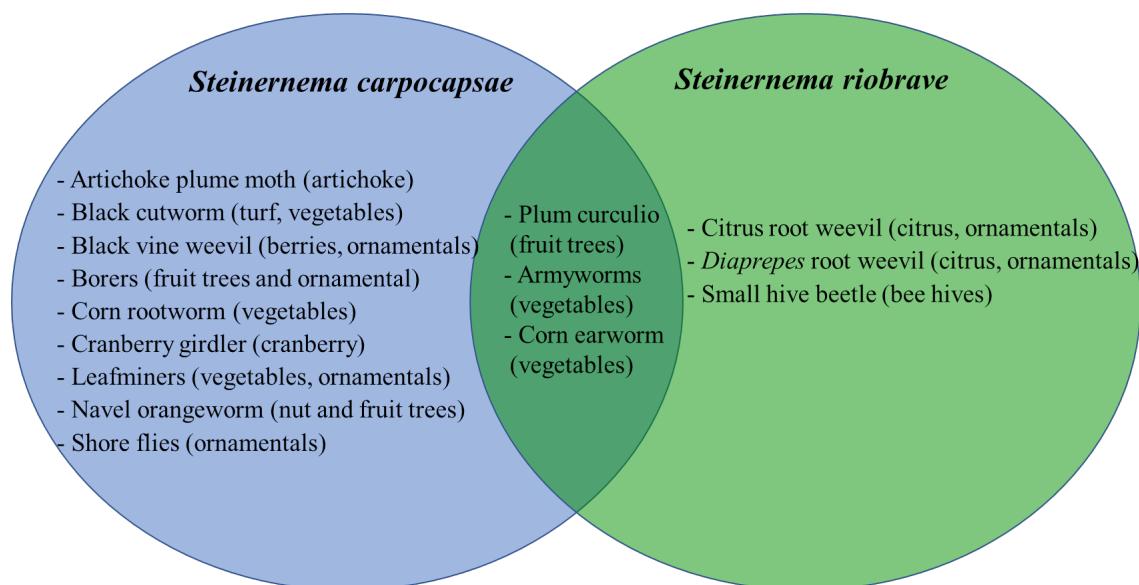 Steinernema carpocapsae
- Artichoke plume moth (artichoke)
- Black cutworm (turf, vegetables)
- Black vine weevil (berries, ornamentals)
- Borers (fruit trees and ornamental)
- Corn rootworm (vegetables)
- Cranberry girdler (cranberry)
- Leafminers (vegetables, ornamentals)
- Navel orangeworm (nut and fruit trees)
- Shore flies (ornamentals)
- Plum curculio
(fruit trees)
- Armyworms
(vegetables)
- Corn earworm
(vegetables)
Steinernema riobrave
- Citrus root weevil (citrus, ornamentals)
- Diaprepes root weevil (citrus, ornamentals)
- Small hive beetle (bee hives)